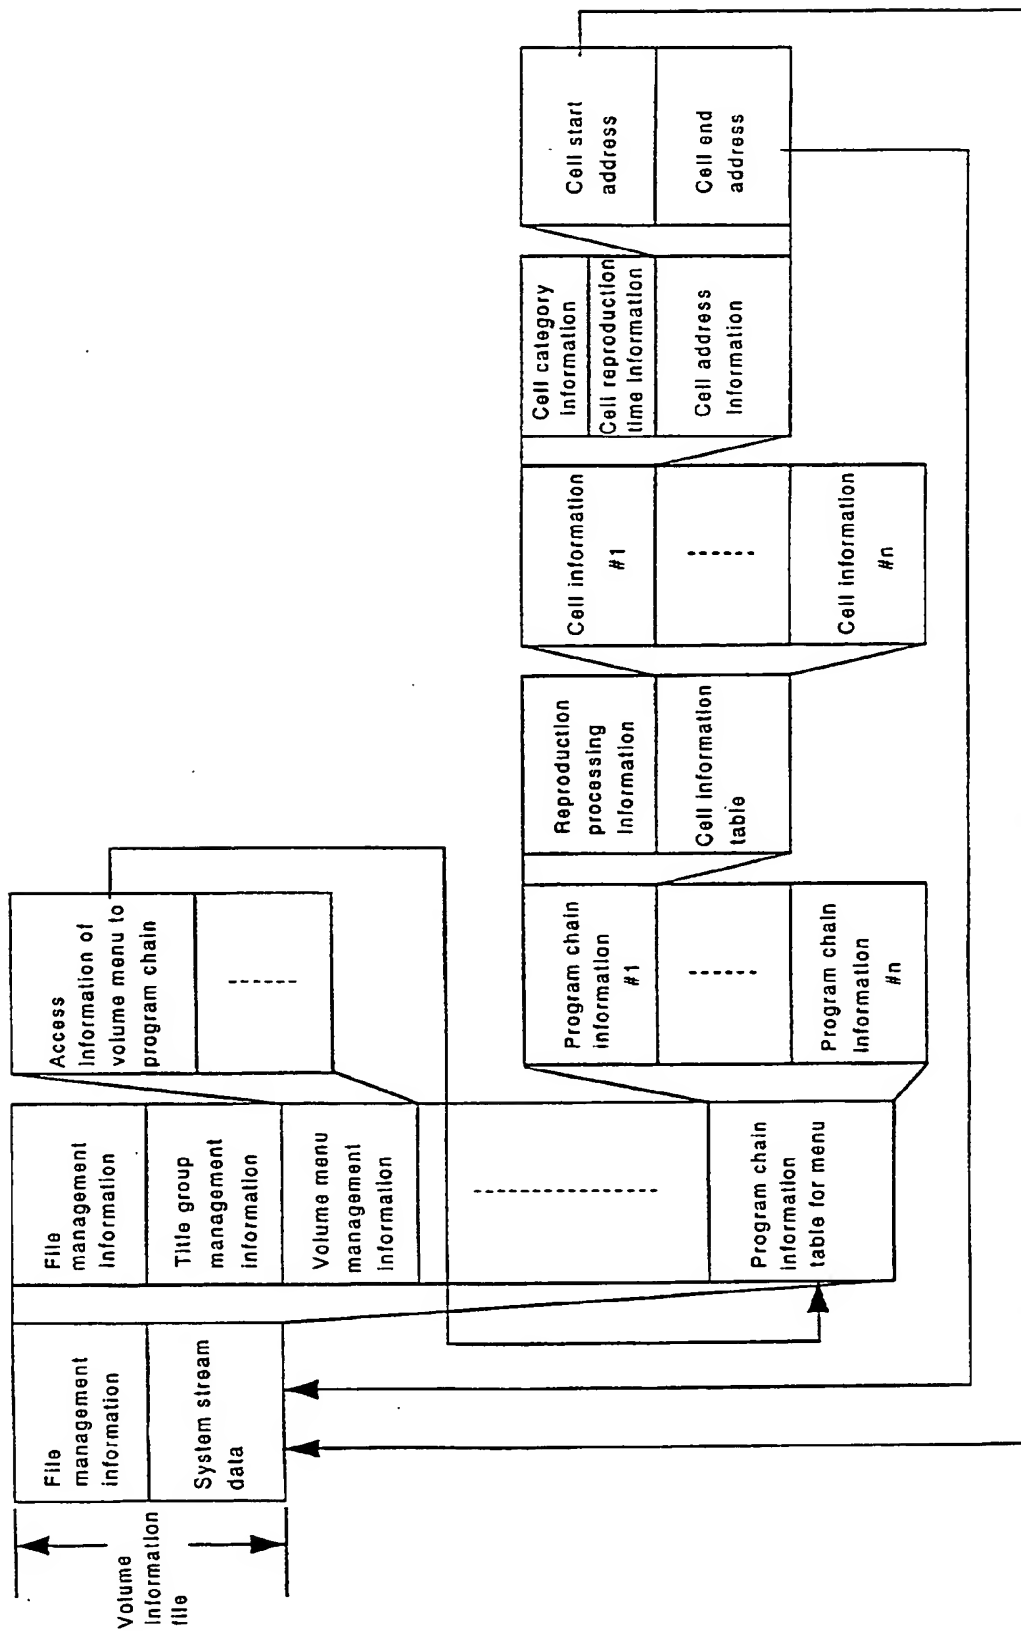 Volume
Information
file
File
management
information
System stream
data
File
management
Information
Title group
management
information
Volume menu
management
Information
Program chain
Information
table for menu
Access
Information of
volume menu to
program chain
Program chain
information
#1
Program chain
Information
#n
Reproduction
processing
Information
Cell information
table
Cell information
#1
Cell information
#n
Cell category
information
Cell reproduction
time Information
Cell address
Information
Cell start
address
Cell end
address